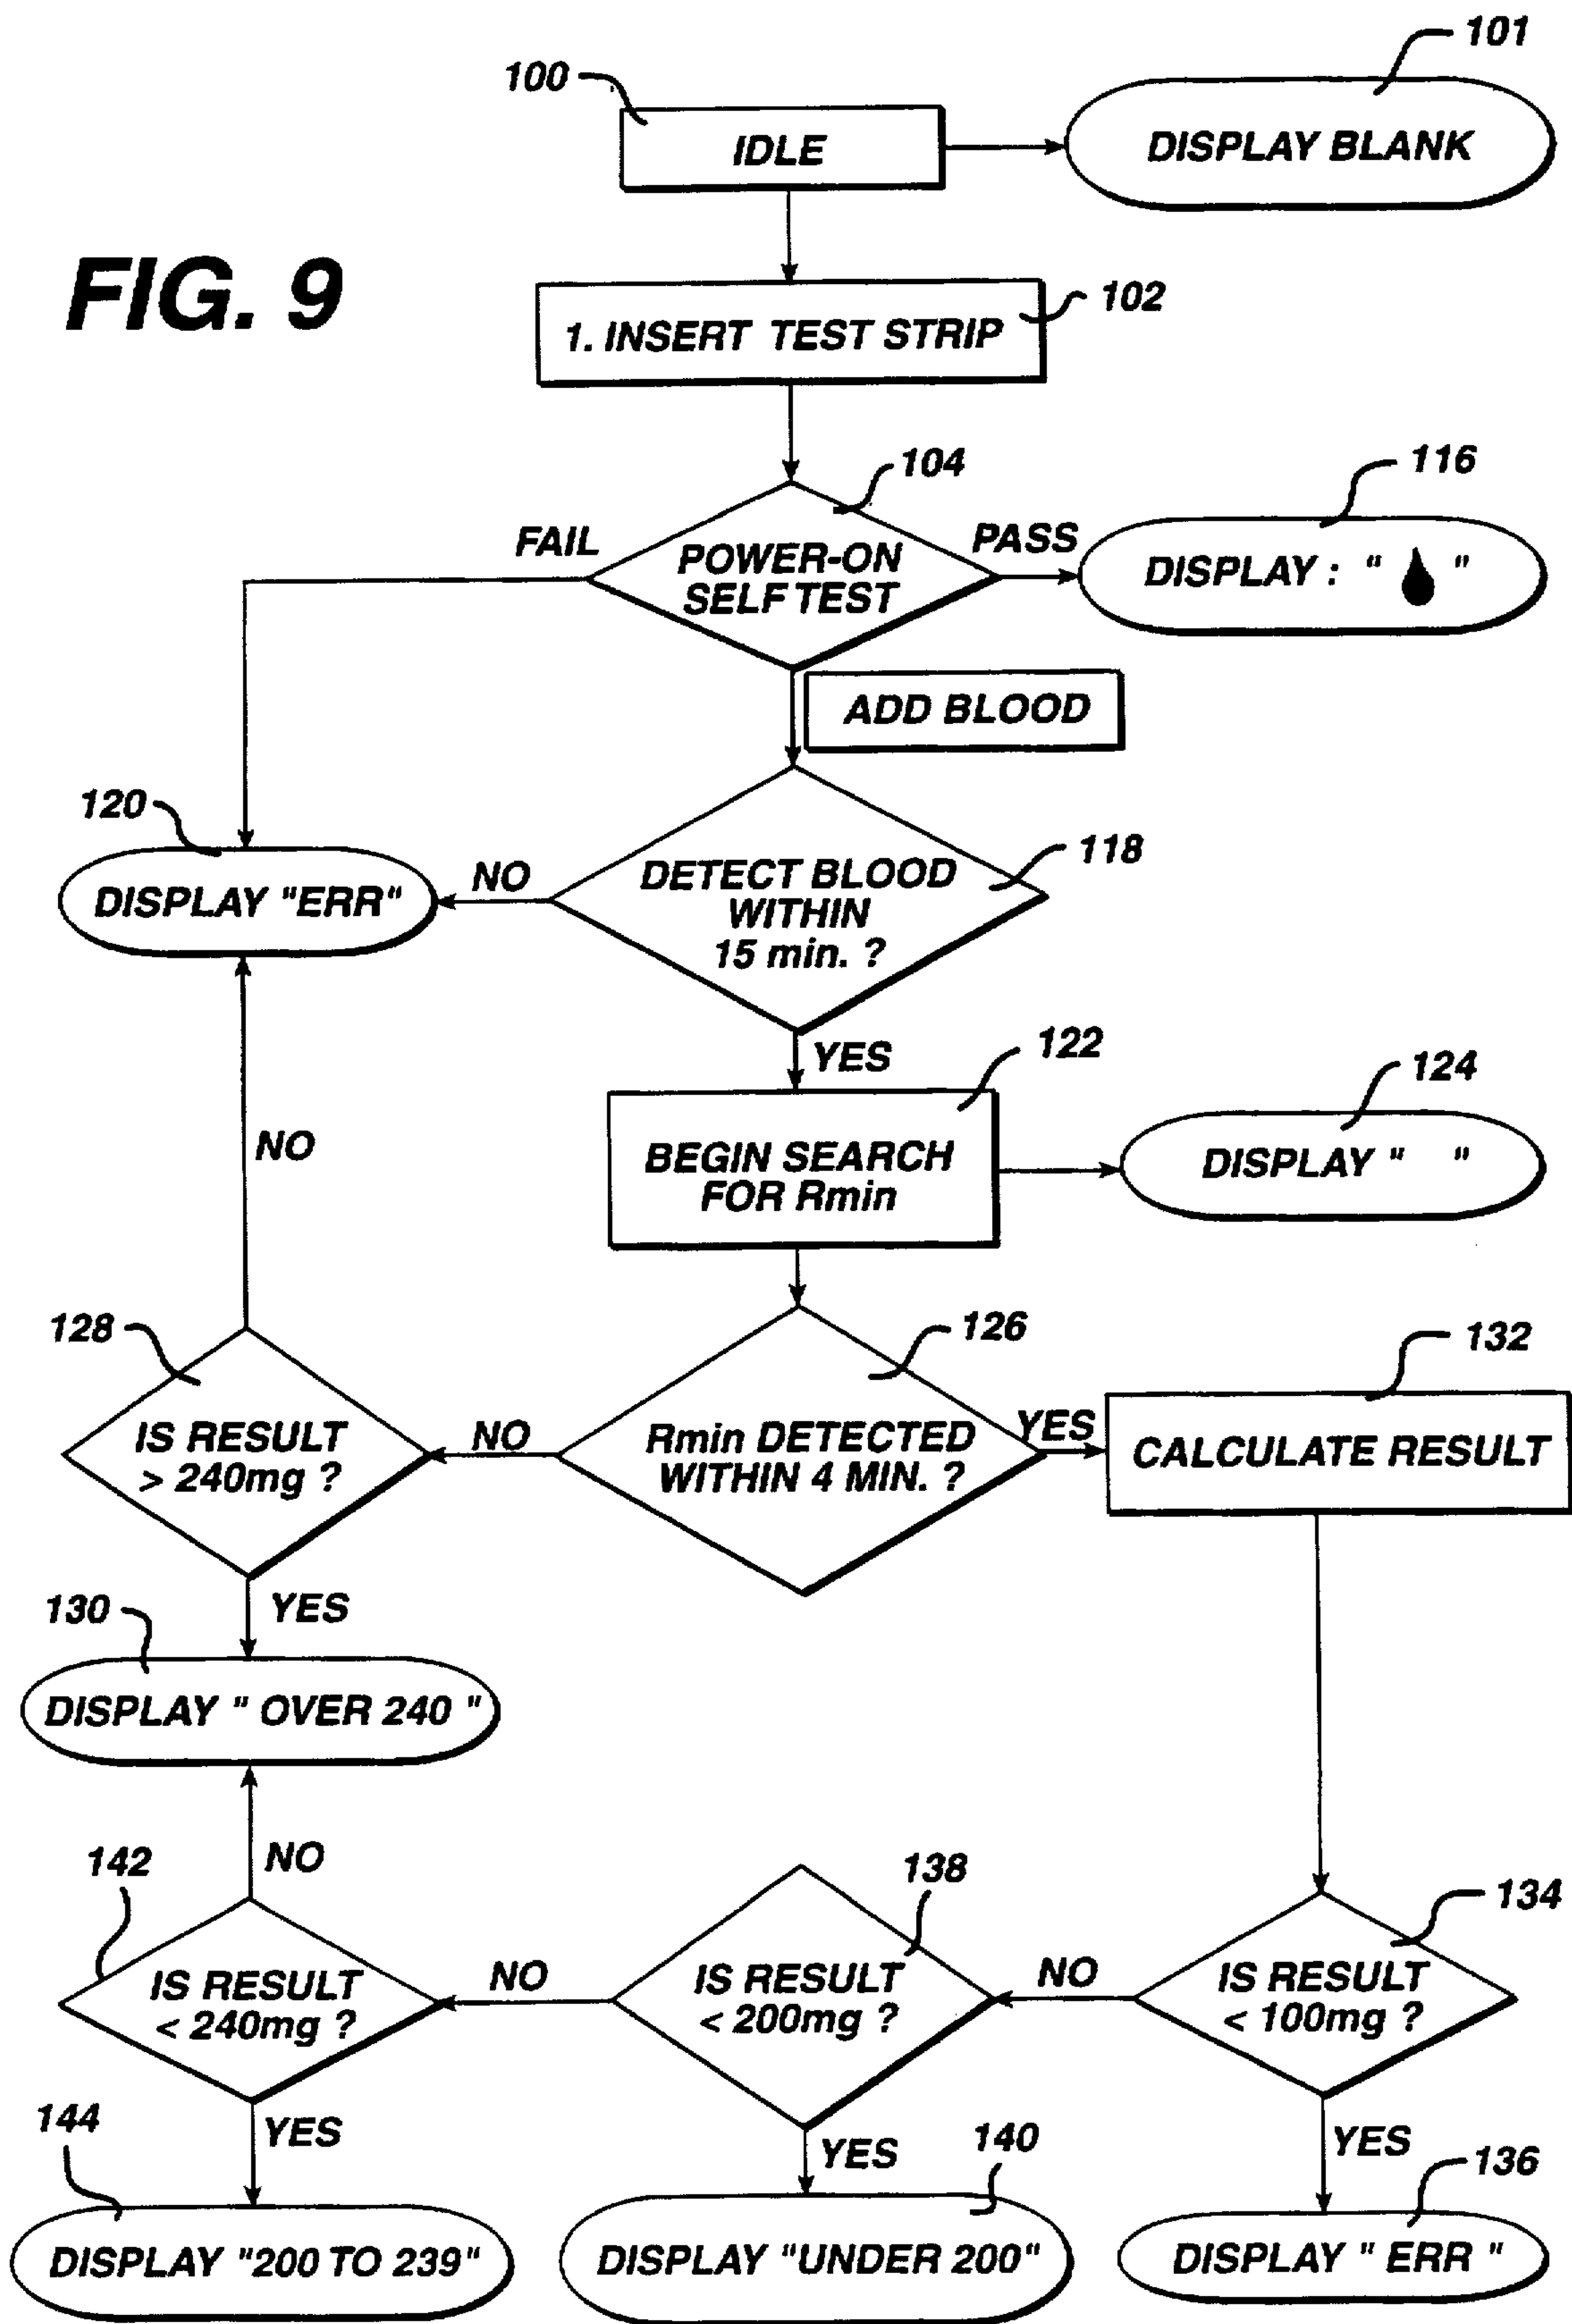 101
100
IDLE
DISPLAY BLANK
FIG. 9
102
1. INSERT TEST STRIP
104
116
FAIL
PASS
POWER-ON
SELF TEST
DISPLAY : " "
ADD BLOOD
120
118
DISPLAY "ERR"
NO
DETECT BLOOD
WITHIN
15 min. ?
YES
122
124
NO
BEGIN SEARCH
FOR Rmin
DISPLAY " "
128
126
132
IS RESULT
> 240mg ?
NO
Rmin DETECTED
WITHIN 4 MIN. ?
YES
CALCULATE RESULT
130
YES
DISPLAY " OVER 240 "
142
NO
138
134
IS RESULT
< 240mg ?
NO
IS RESULT
< 200mg ?
NO
IS RESULT
< 100mg ?
144
YES
YES
140
YES
136
DISPLAY "200 TO 239"
DISPLAY "UNDER 200"
DISPLAY " ERR "